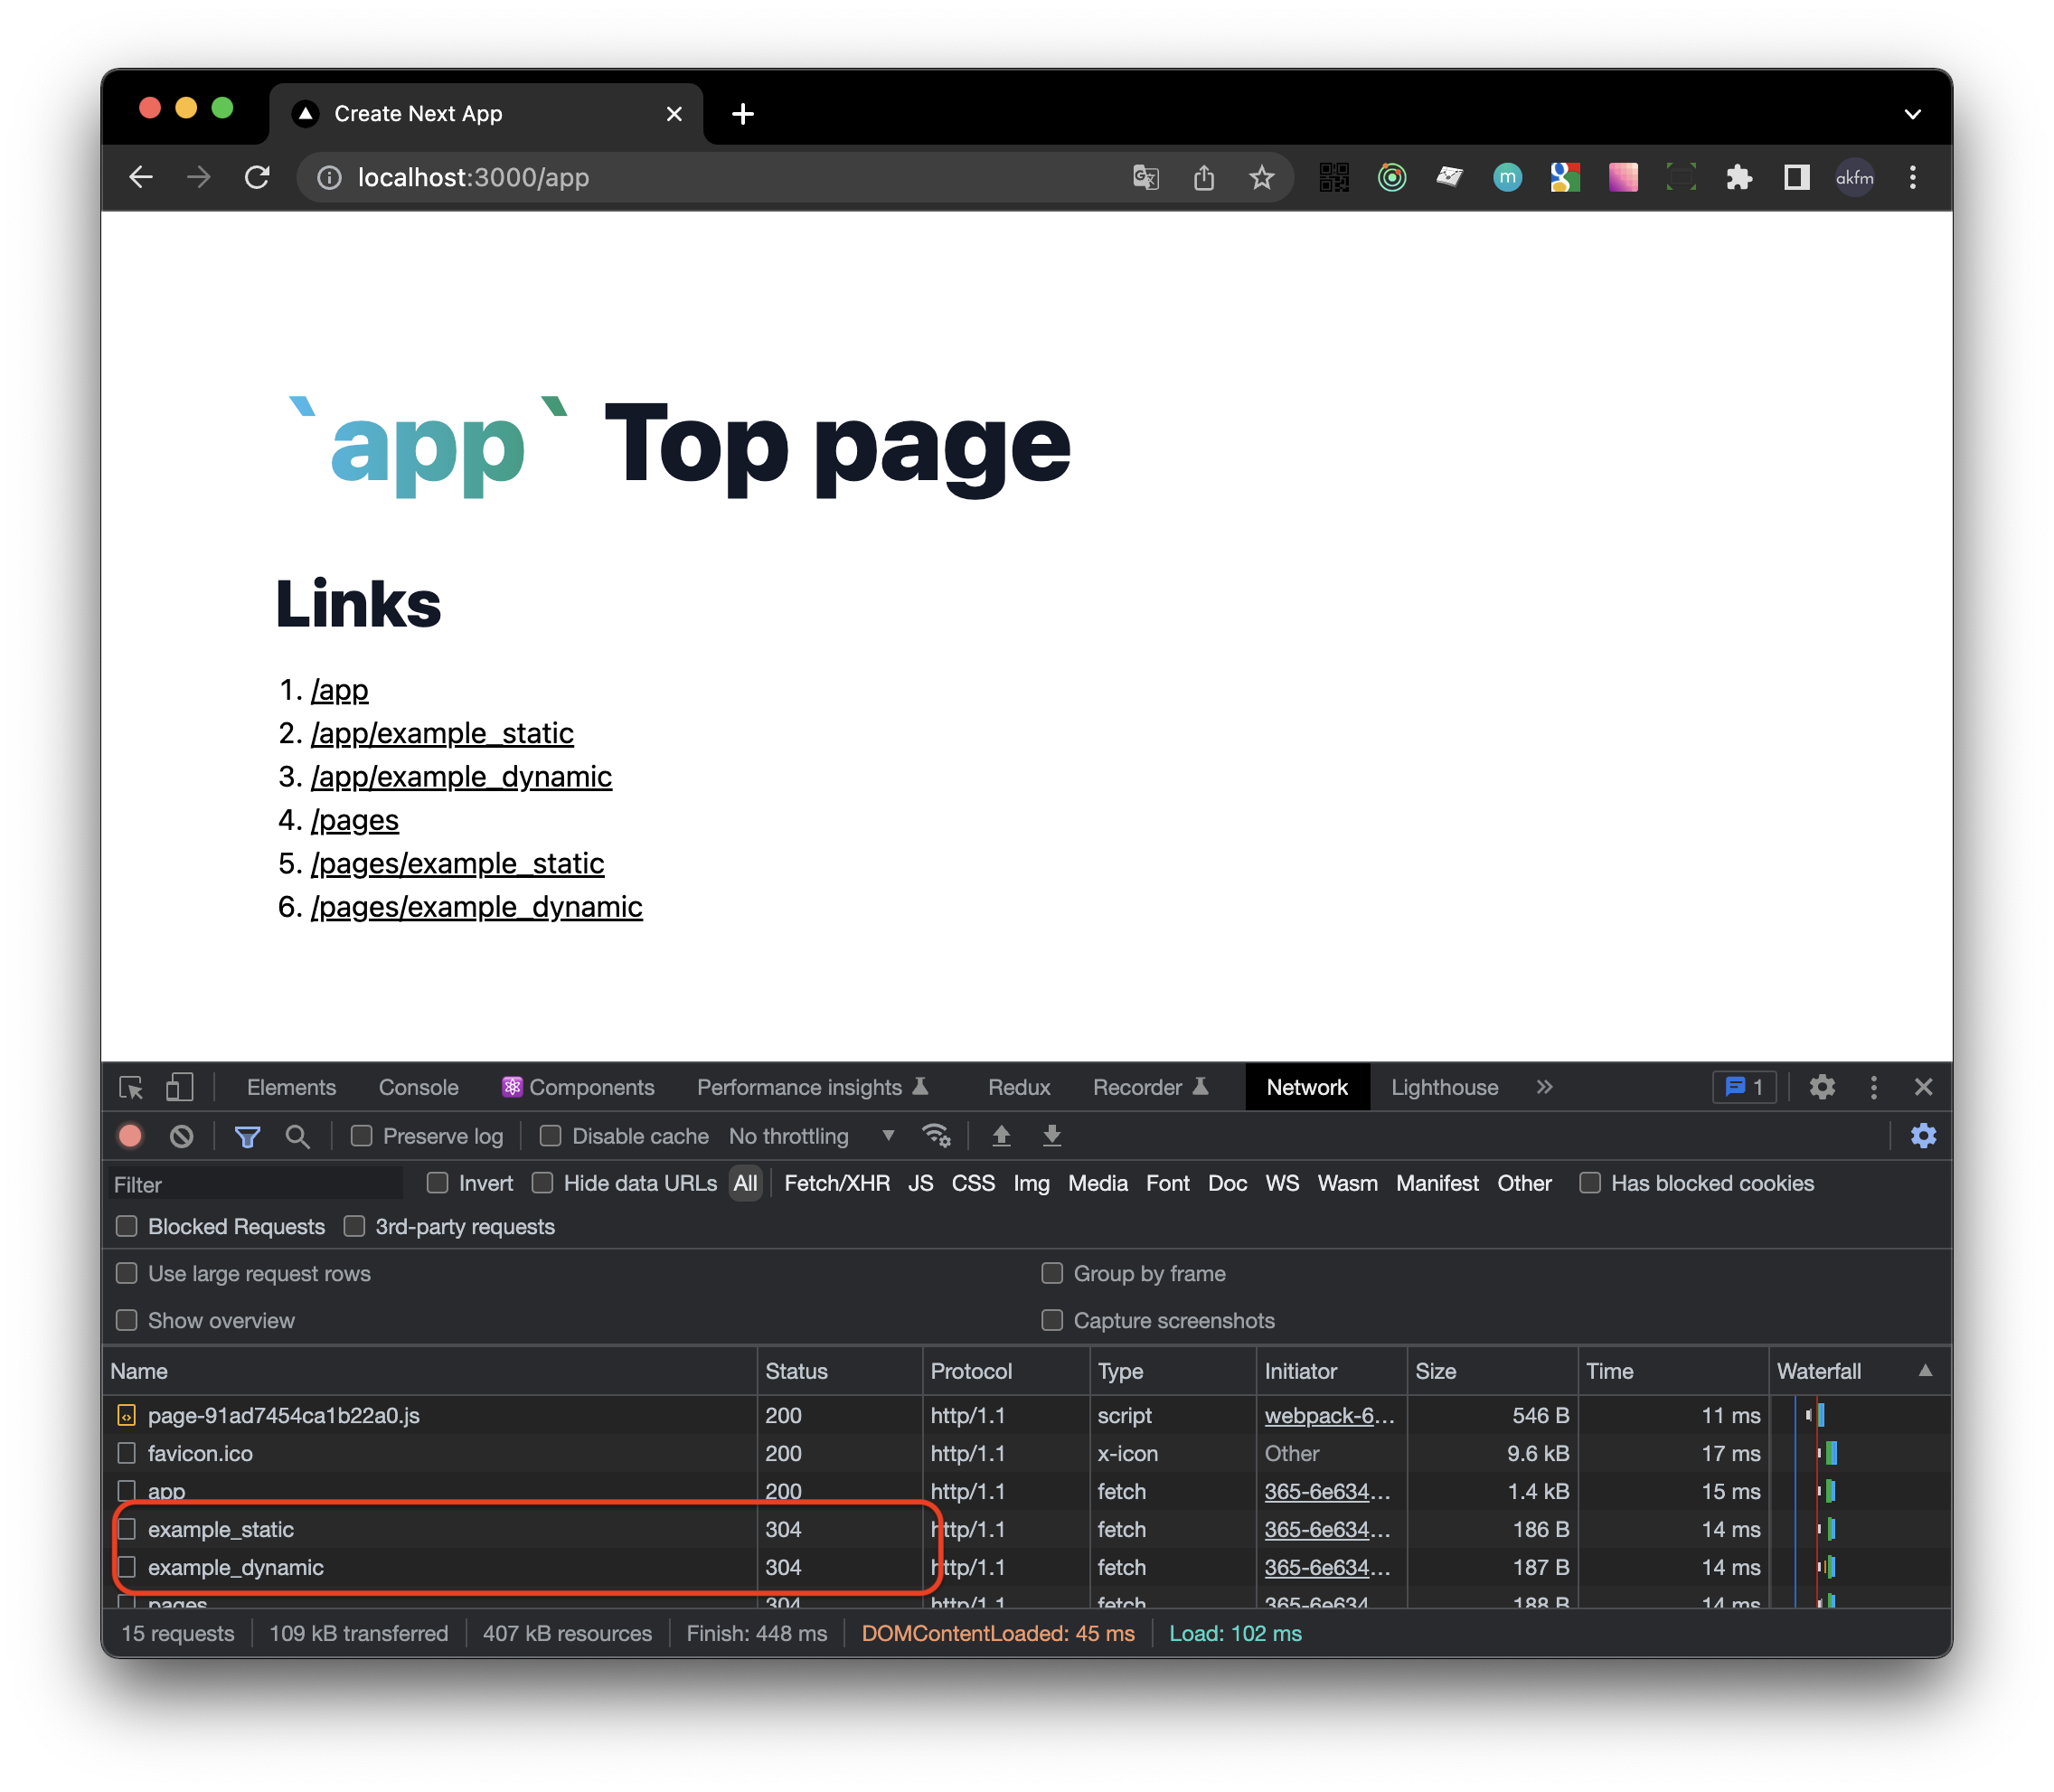 Create Next App
localhost:3000/app
m
akfm
`app` Top page
Links
1. /app
2. /app/example_static
3. /app/example_dynamic
4. /pages
5. /pages/example_static
6. /pages/example_dynamic
Elements Console Components Performance insights Redux Recorder Network Lighthouse » 1
Preserve log Disable cache No throttling
Filter Invert Hide data URLs All Fetch/XHR JS CSS Img Media Font Doc WS Wasm Manifest Other Has blocked cookies
Blocked Requests 3rd-party requests
Use large request rows Group by frame
Show overview Capture screenshots
Name Status Protocol Type Initiator Size Time Waterfall
page-91ad7454ca1b22a0.js 200 http/1.1 script webpack-6... 546 B 11 ms
favicon.ico 200 http/1.1 x-icon Other 9.6 kB 17 ms
app 200 http/1.1 fetch 365-6e634... 1.4 kB 15 ms
example_static 304 http/1.1 fetch 365-6e634... 186 B 14 ms
example_dynamic 304 http/1.1 fetch 365-6e634... 187 B 14 ms
pages 304 http/1.1 fetch 365-6e634 188 B 14 ms
15 requests 109 kB transferred 407 kB resources Finish: 448 ms DOMContentLoaded: 45 ms Load: 102 ms